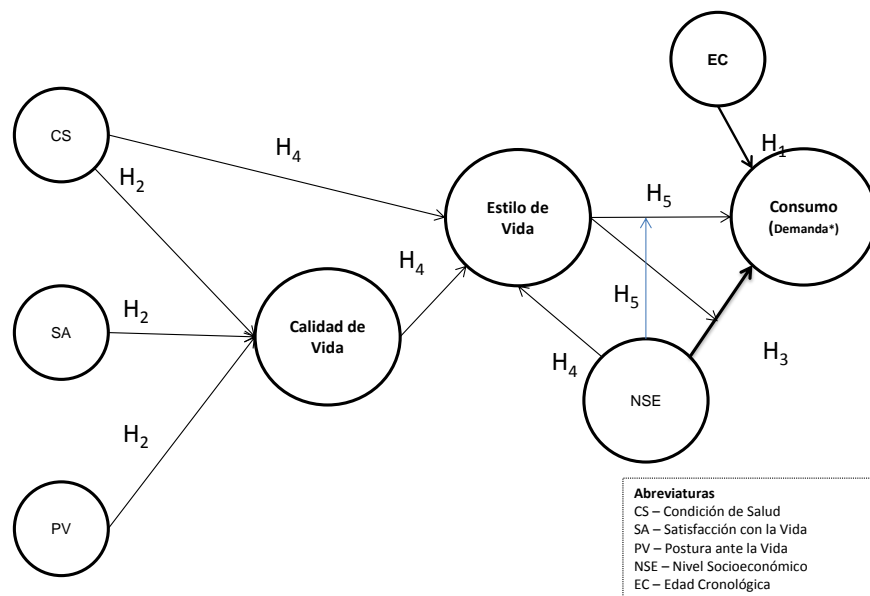 EC
CS
H4
H1
H2
Estilo de
Vida
H5
Consumo
(Demanda*)
H4
H5
SA
H2
Calidad de
Vida
H4
H3
NSE
H2
PV
Abreviaturas
CS – Condición de Salud
SA – Satisfacción con la Vida
PV – Postura ante la Vida
NSE – Nivel Socioeconómico
EC – Edad Cronológica